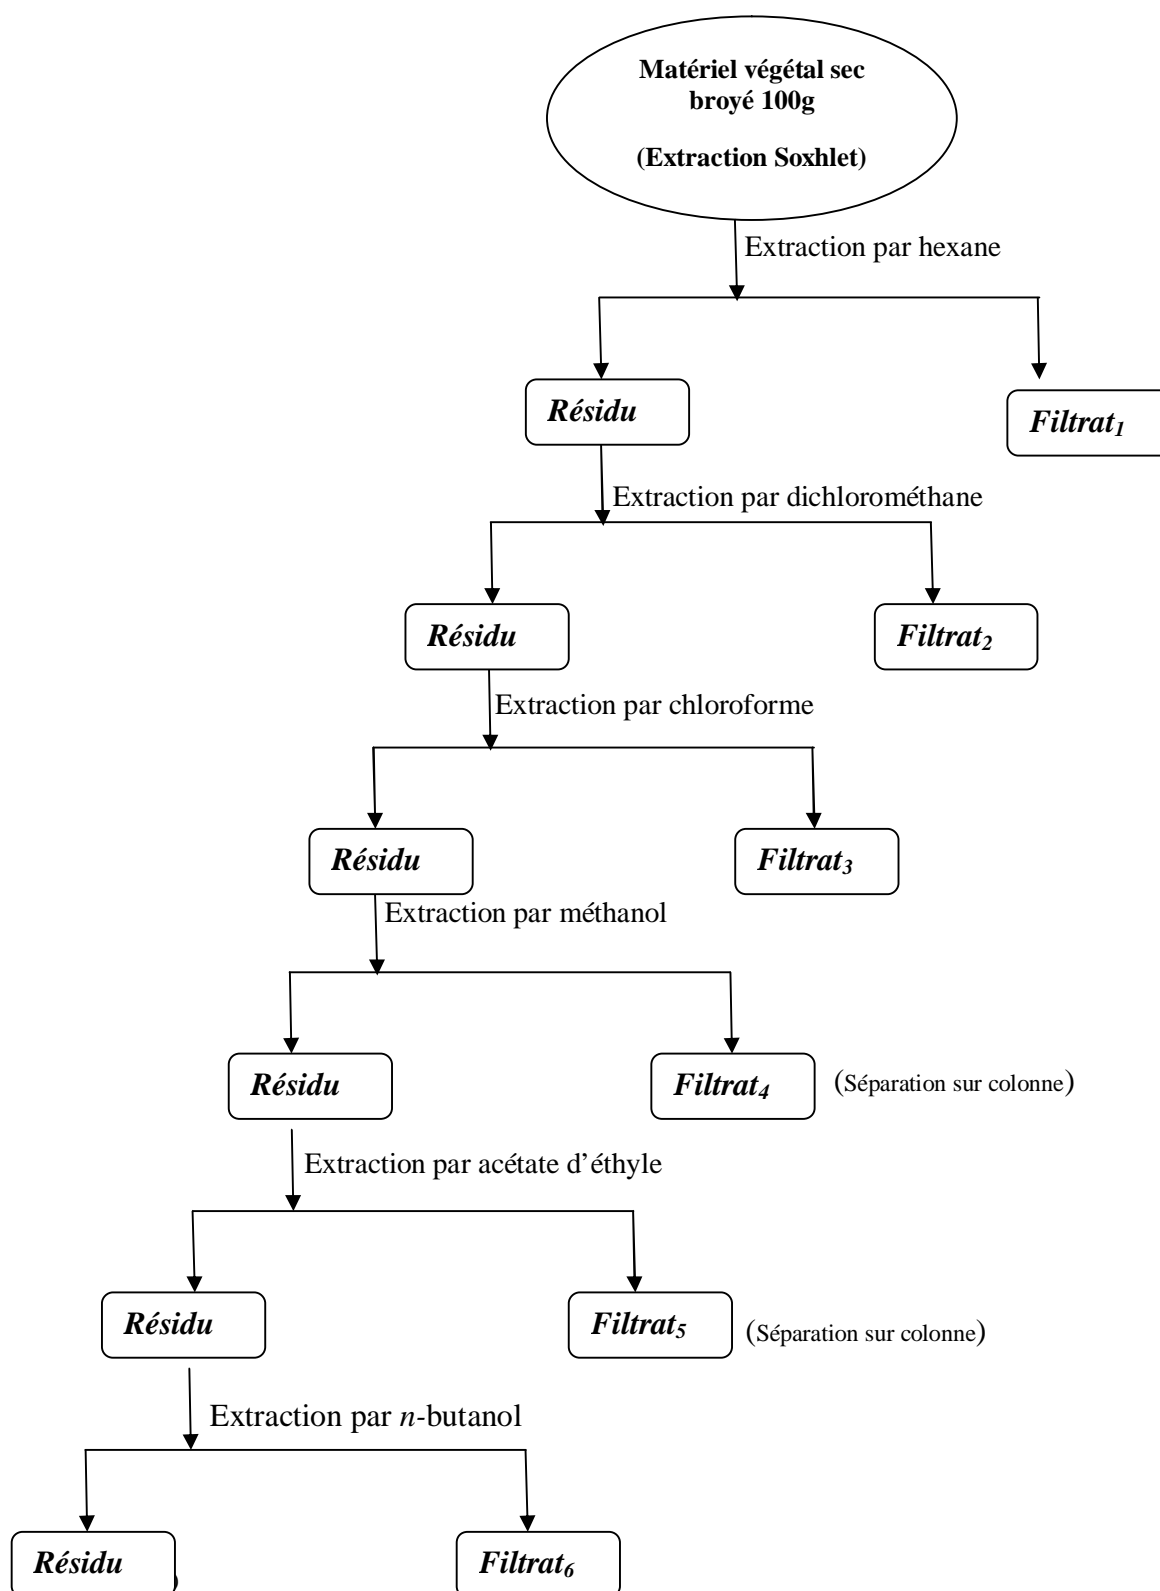 Matériel végétal sec
broyé 100g
(Extraction Soxhlet)
Extraction par hexane
Résidu
Filtrat1
Extraction par dichlorométhane
Résidu
Filtrat2
Extraction par chloroforme
Résidu
Filtrat3
Extraction par méthanol
Résidu
Filtrat4
(Séparation sur colonne)
Extraction par acétate d’éthyle
Résidu
Filtrat5
(Séparation sur colonne)
Extraction par n-butanol
Résidu
Filtrat6